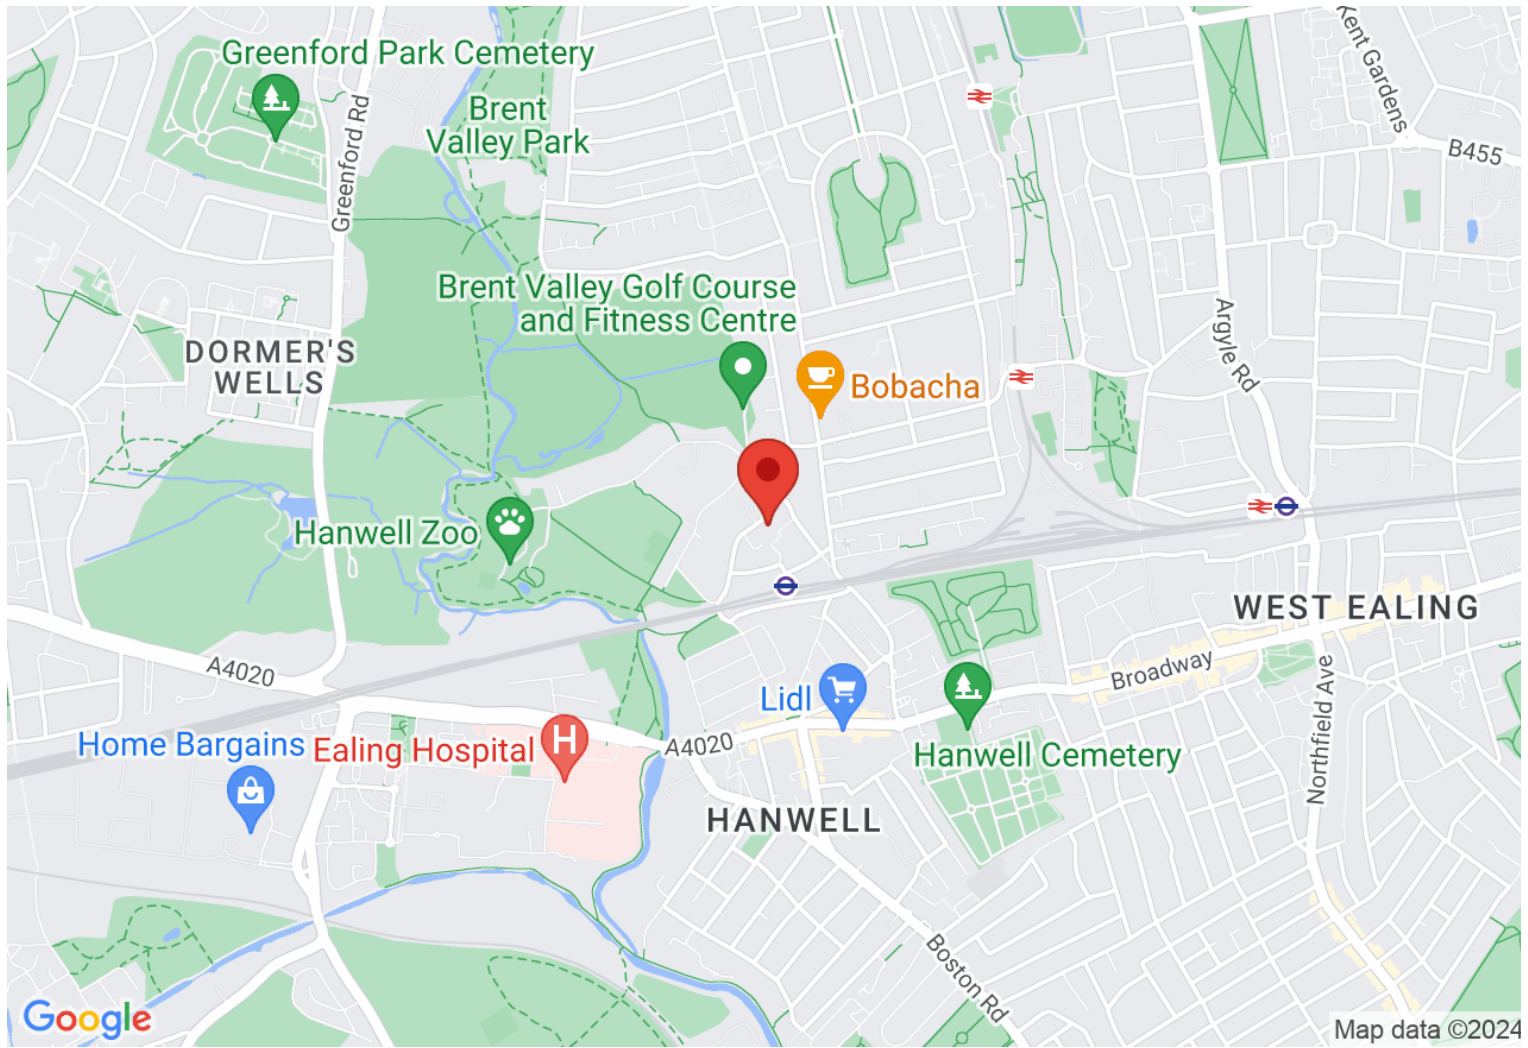 Greenford Park Cemetery
Kent Gardens
Greenford Rd
Brent
Valley Park
B455
Brent Valley Golf Course
and Fitness Centre
DORMER'S
WELLS
Argyle Rd
Bobacha
Hanwell Zoo
WEST EALING
A4020
Broadway
Northfield Ave
Lidl
Home Bargains
Ealing Hospital
H
A4020
Hanwell Cemetery
HANWELL
Boston Rd
Google
Map data ©2024